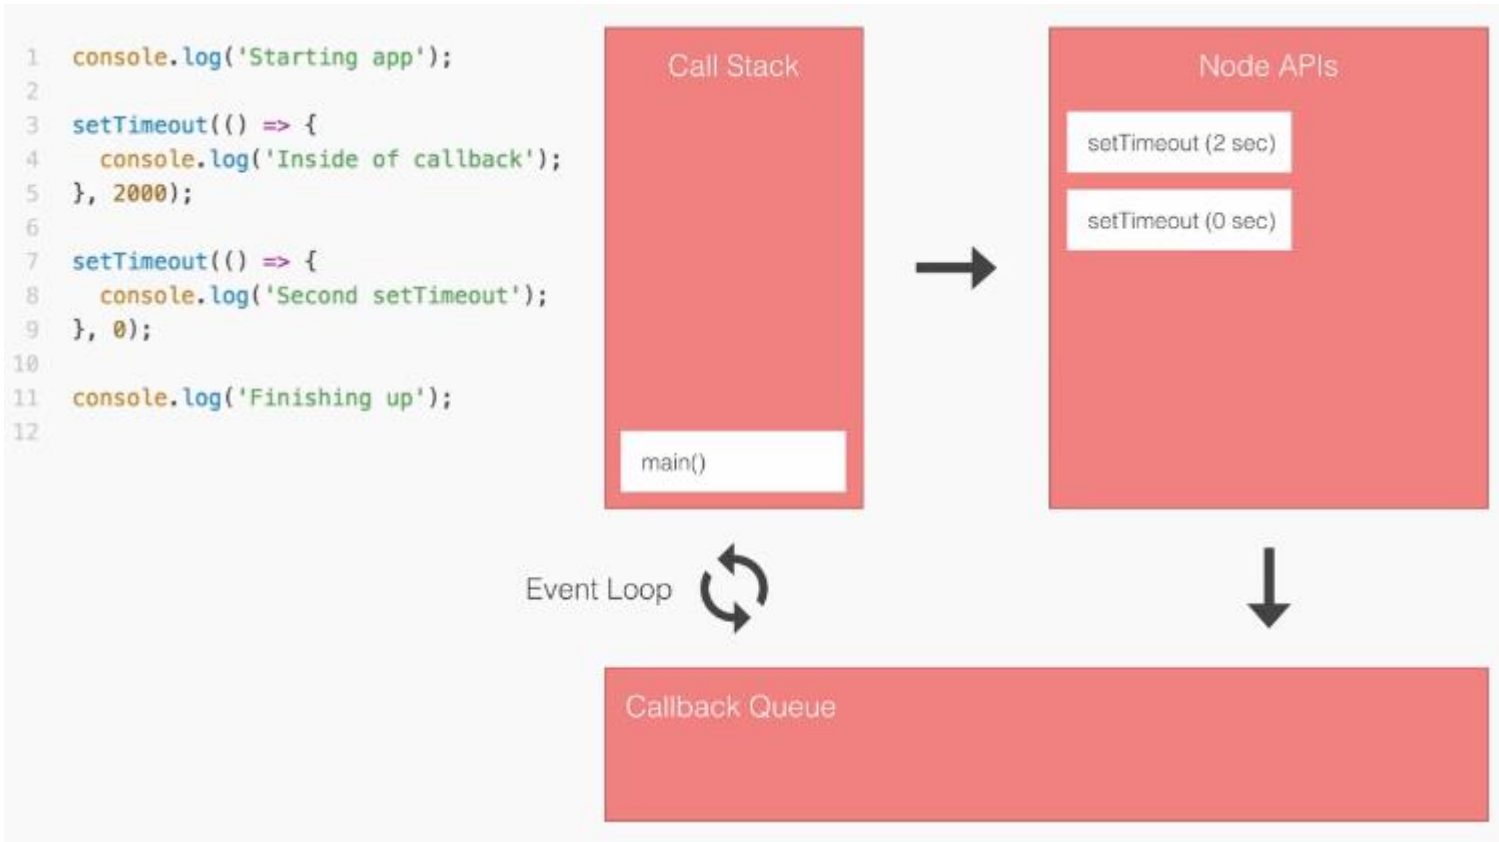 1 console.log('Starting app');
2
3 setTimeout(() => {
4   console.log('Inside of callback');
5 }, 2000);
6
7 setTimeout(() => {
8   console.log('Second setTimeout');
9 }, 0);
10
11 console.log('Finishing up');
12
Call Stack
main()
Node APIs
setTimeout (2 sec)
setTimeout (0 sec)
Event Loop
Callback Queue